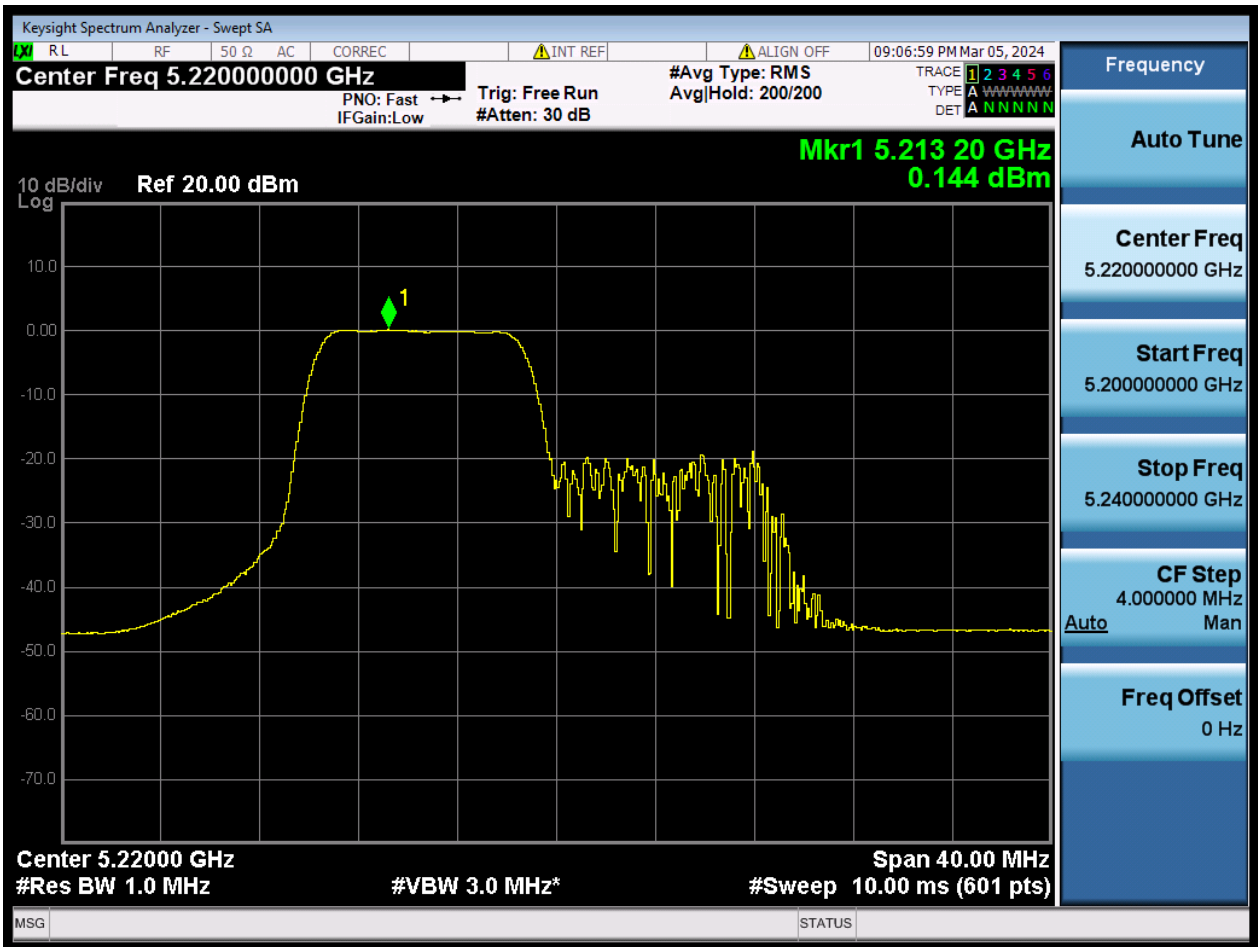 Keysight Spectrum Analyzer - Swept SA
LXI RL RF 50 Ω AC CORREC INT REF ALIGN OFF 09:06:59 PM Mar 05, 2024
Center Freq 5.220000000 GHz
PNO: Fast
IFGain:Low
Trig: Free Run
#Atten: 30 dB
#Avg Type: RMS
Avg|Hold: 200/200
TRACE 1 2 3 4 5 6
TYPE A WWWWW
DET A N N N N N
Mkr1 5.213 20 GHz
0.144 dBm
10 dB/div Ref 20.00 dBm
Log
1
10.0
0.00
-10.0
-20.0
-30.0
-40.0
-50.0
-60.0
-70.0
Center 5.22000 GHz Span 40.00 MHz
#Res BW 1.0 MHz #VBW 3.0 MHz* #Sweep 10.00 ms (601 pts)
MSG STATUS
Frequency
Auto Tune
Center Freq
5.220000000 GHz
Start Freq
5.200000000 GHz
Stop Freq
5.240000000 GHz
CF Step
4.000000 MHz
Auto Man
Freq Offset
0 Hz